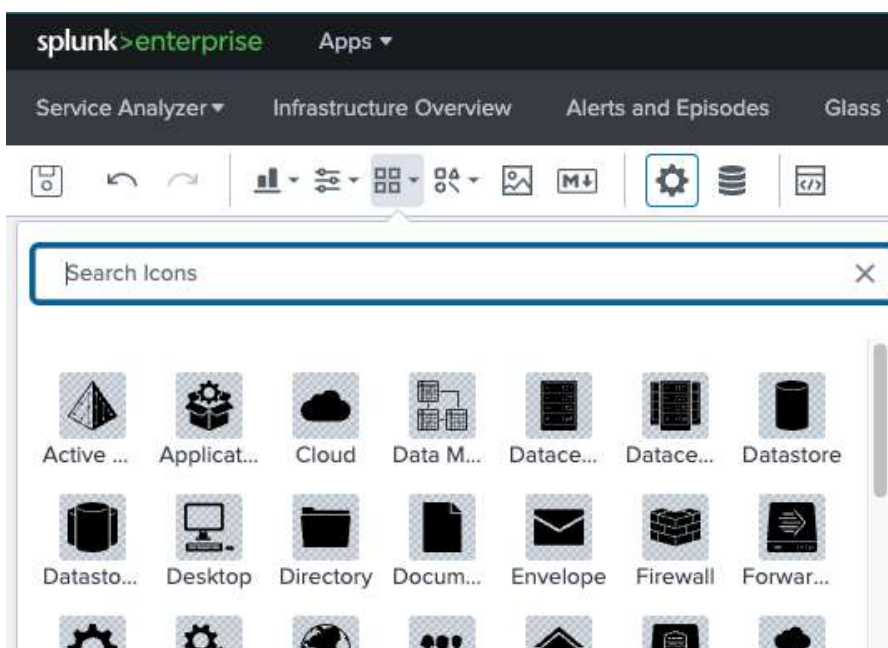 splunk>enterprise Apps
Service Analyzer Infrastructure Overview Alerts and Episodes Glass
M
</>
Search Icons
Active ... Applicat... Cloud Data M... Datace... Datace... Datastore
Datasto... Desktop Directory Docum... Envelope Firewall Forwar...